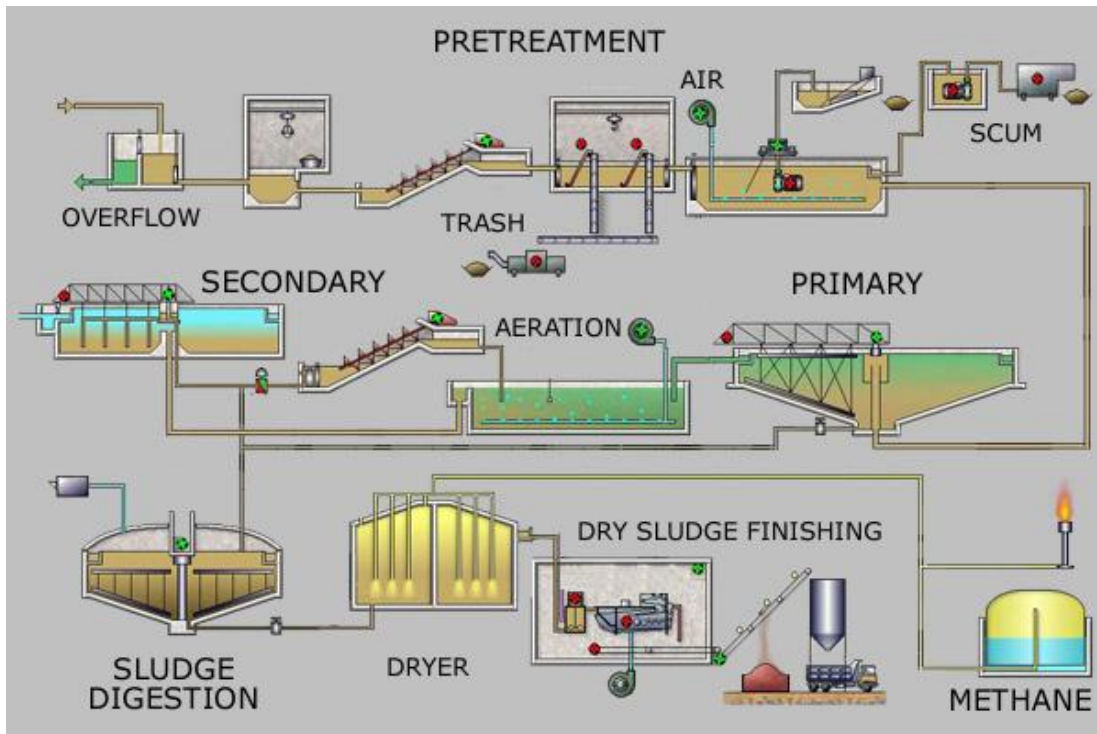 PRETREATMENT
AIR
SCUM
OVERFLOW
TRASH
SECONDARY
PRIMARY
AERATION
DRY SLUDGE FINISHING
SLUDGE
DIGESTION
DRYER
METHANE